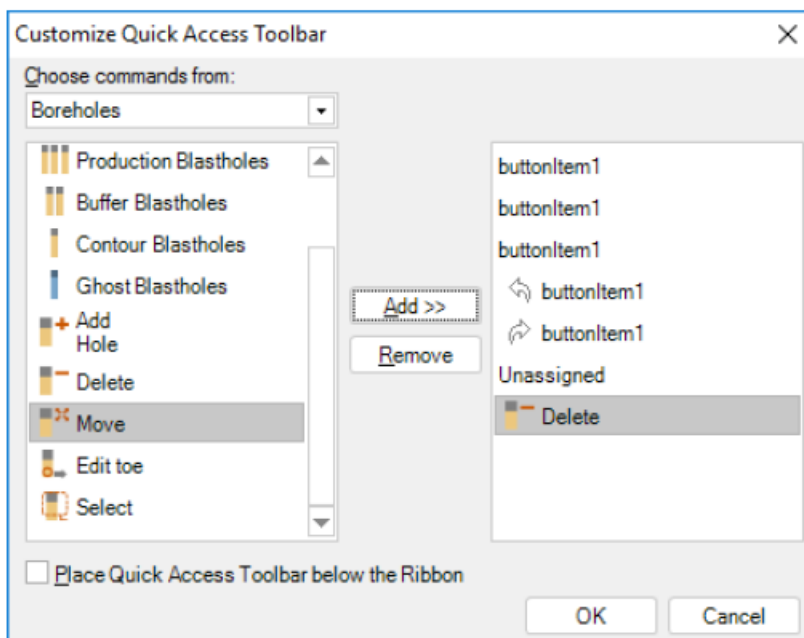 Customize Quick Access Toolbar
Choose commands from:
Boreholes
Production Blastholes
Buffer Blastholes
Contour Blastholes
Ghost Blastholes
Add
Hole
Delete
Move
Edit toe
Select
Add >>
Remove
buttonItem1
buttonItem1
buttonItem1
buttonItem1
buttonItem1
Unassigned
Delete
Place Quick Access Toolbar below the Ribbon
OK
Cancel